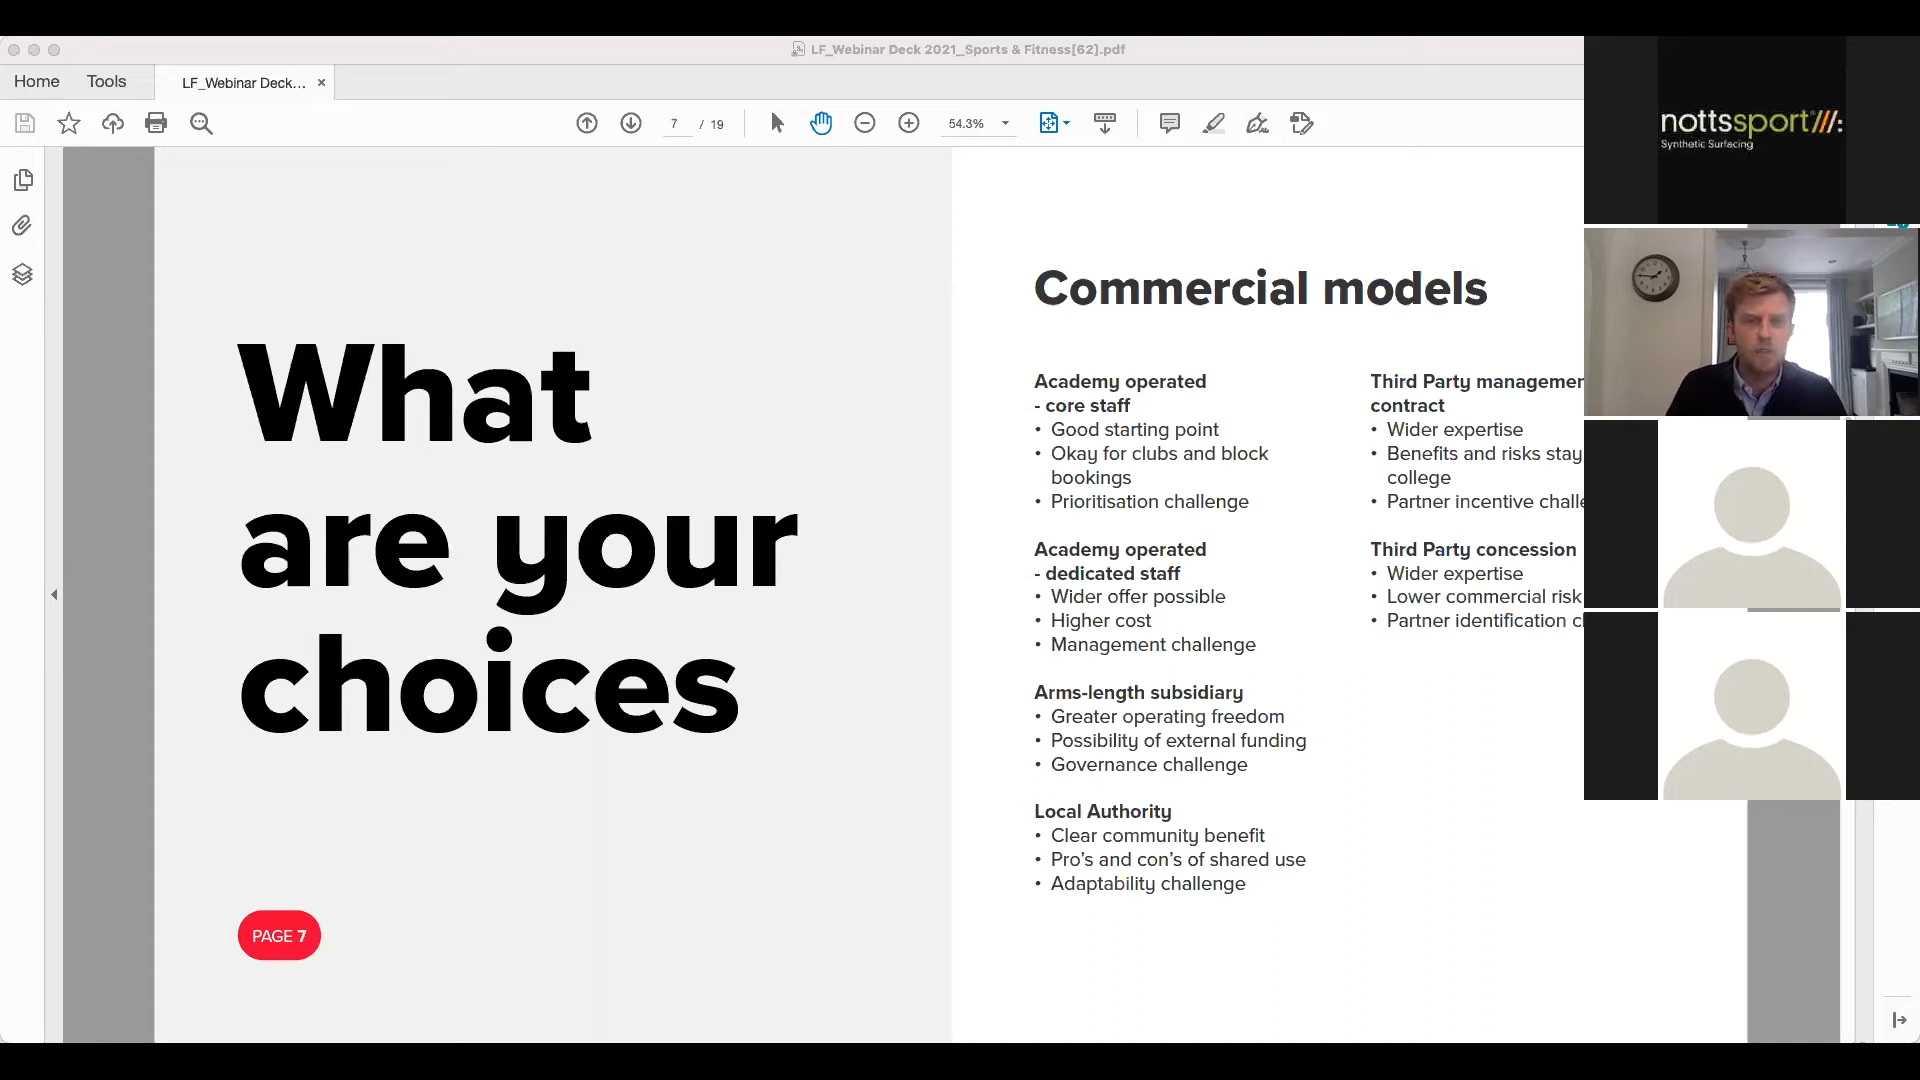 LF_Webinar Deck 2021_Sports & Fitness[62].pdf
Home
Tools
LF_Webinar Deck...
7 / 19
54.3%
What
are your
choices
PAGE 7
Commercial models
Academy operated
- core staff
• Good starting point
• Okay for clubs and block
bookings
• Prioritisation challenge
Academy operated
- dedicated staff
• Wider offer possible
• Higher cost
• Management challenge
Arms-length subsidiary
• Greater operating freedom
• Possibility of external funding
• Governance challenge
Local Authority
• Clear community benefit
• Pro's and con's of shared use
• Adaptability challenge
Third Party
contract
• Wider expertise
• Benefits and risks stay
college
• Partner incentive
Third Party concession
• Wider expertise
• Lower commercial risk
• Partner identification
nottssport
Synthetic Surfacing